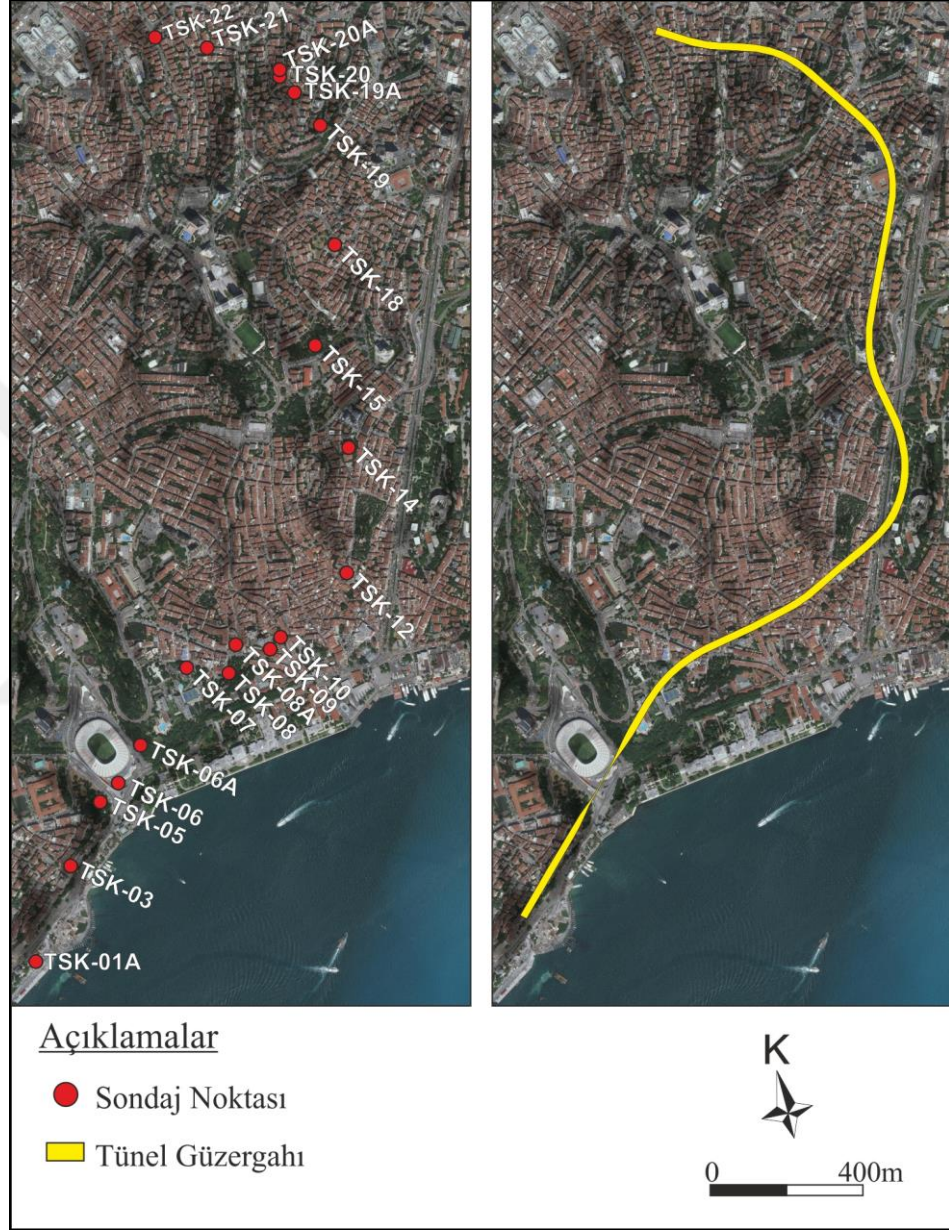 TSK-22
TSK-21
TSK-20A
TSK-20
TSK-19A
TSK-19
TSK-18
TSK-15
TSK-14
TSK-12
TSK-10
TSK-09
TSK-08A
TSK-08
TSK-07
TSK-06A
TSK-06
TSK-05
TSK-03
TSK-01A
Açıklamalar
Sondaj Noktası
Tünel Güzergahı
K
0 400m